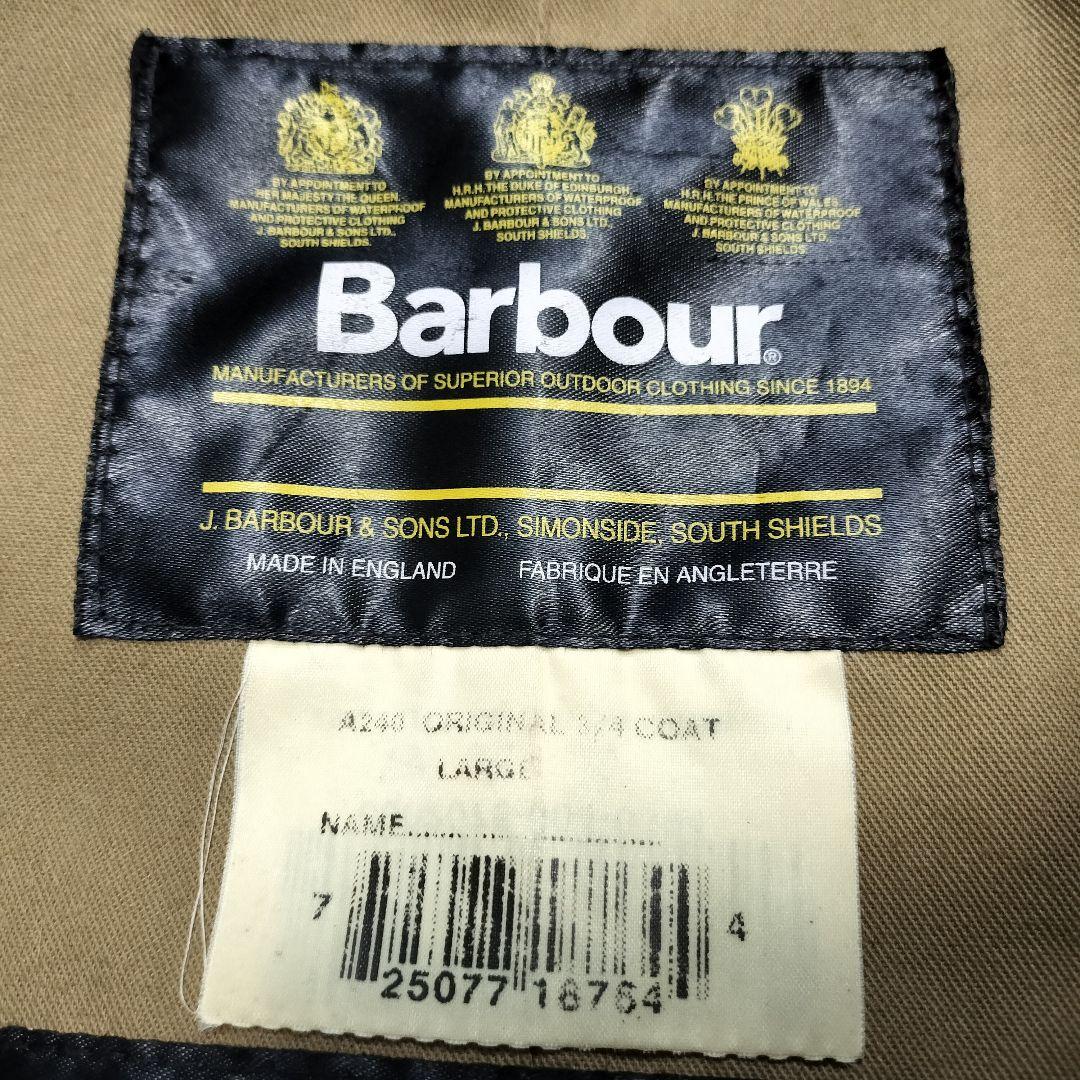 BY APPOINTMENT TO
HER MAJESTY THE QUEEN
MANUFACTURERS OF WATERPROOF
AND PROTECTIVE CLOTHING
J. BARBOUR & SONS LTD.,
SOUTH SHIELDS.
BY APPOINTMENT TO
H.R.H. THE DUKE OF EDINBURGH,
MANUFACTURERS OF WATERPROOF
AND PROTECTIVE CLOTHING
J. BARBOUR & SONS LTD.,
SOUTH SHIELDS.
BY APPOINTMENT TO
H.R.H. THE PRINCE OF WALES
MANUFACTURERS OF WATERPROOF
AND PROTECTIVE CLOTHING
J. BARBOUR & SONS LTD.,
SOUTH SHIELDS.
Barbour®
MANUFACTURERS OF SUPERIOR OUTDOOR CLOTHING SINCE 1894
J. BARBOUR & SONS LTD., SIMONSIDE, SOUTH SHIELDS
MADE IN ENGLAND FABRIQUE EN ANGLETERRE
A240 ORIGINAL 3/4 COAT
LARGE
NAME
7 25077 18764 4